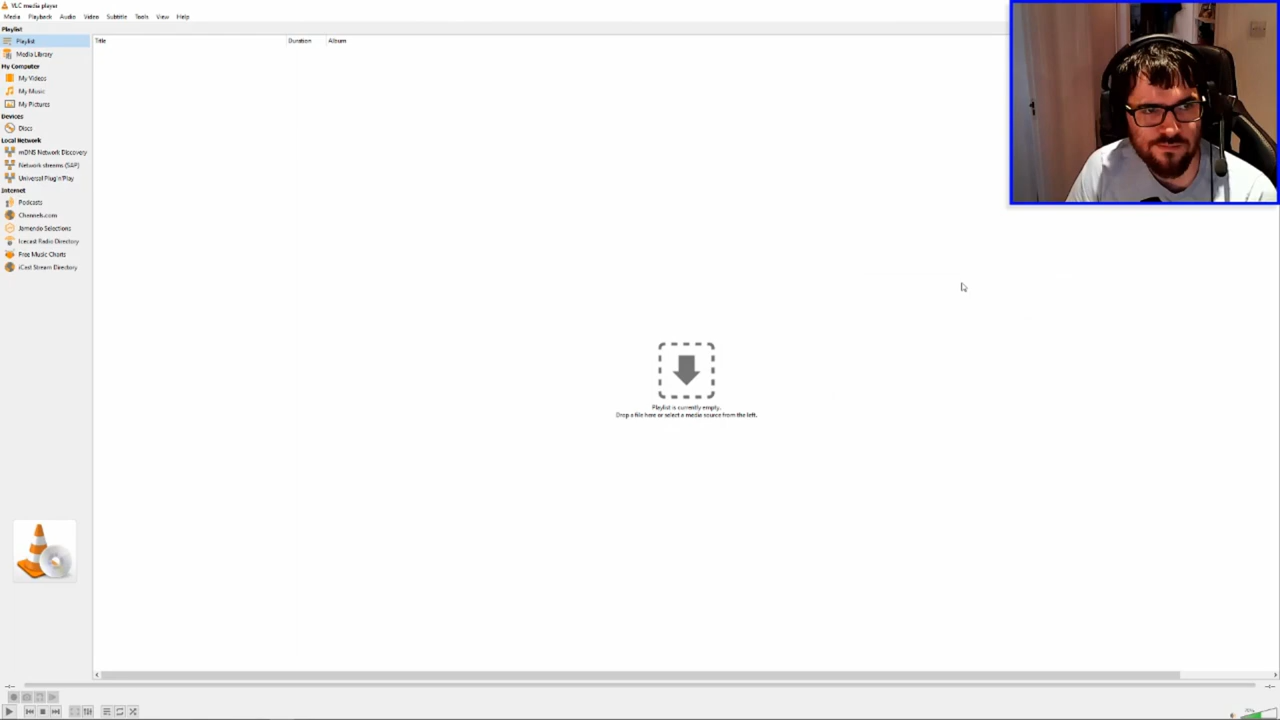 VLC media player
Media Playback Audio Video Subtitle Tools View Help
Playlist
Playlist
Title Duration Album
Media Library
My Computer
My Videos
My Music
My Pictures
Devices
Discs
Local Network
mDNS Network Discovery
Network streams (SAP)
Universal Plug'n'Play
Internet
Podcasts
Channels.com
Jamendo Selections
Icecast Radio Directory
Free Music Charts
iCast Stream Directory
Playlist is currently empty.
Drop a file here or select a media source from the left.
--:--
--:--